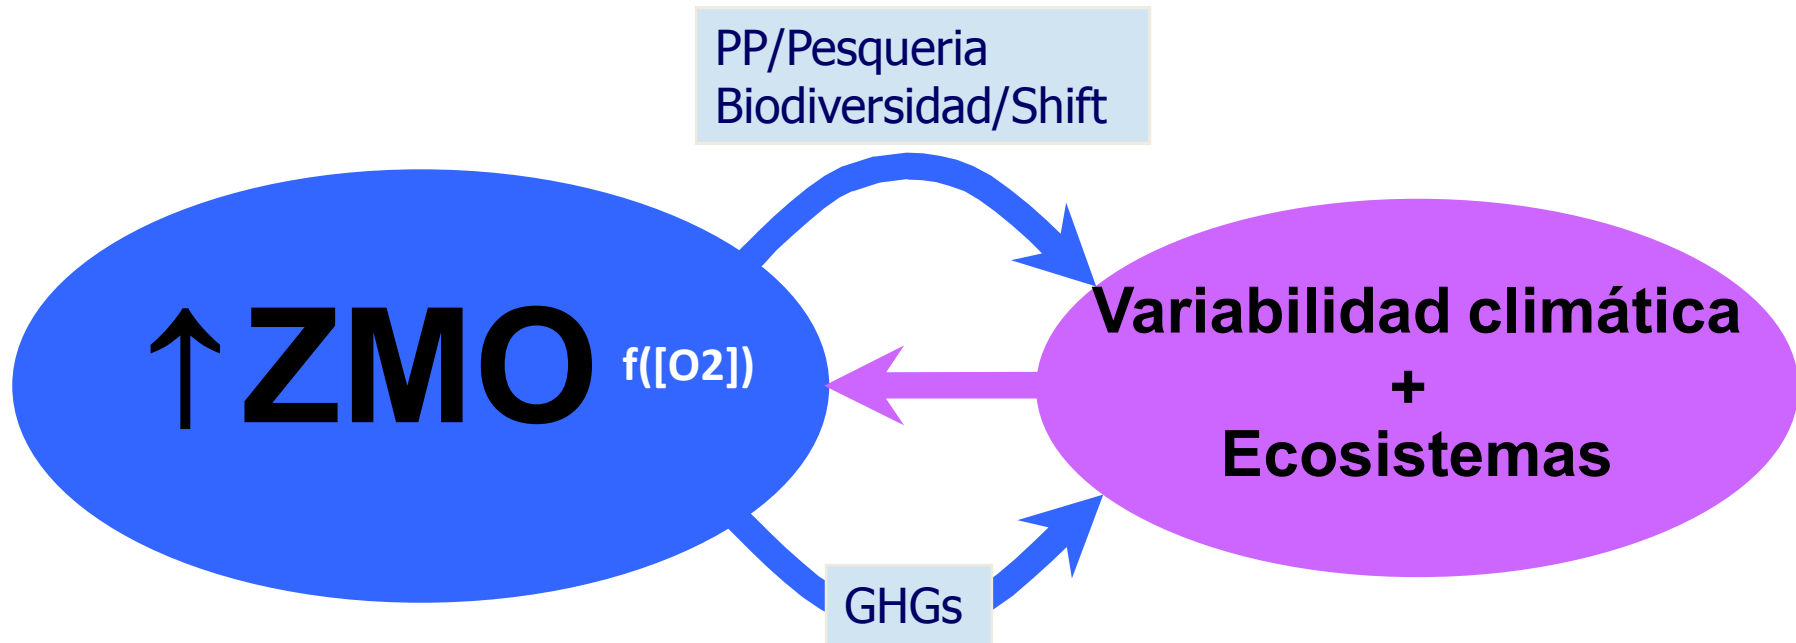 PP/Pesqueria
Biodiversidad/Shift
↑ZMO f([O2])
Variabilidad climática
+
Ecosistemas
GHGs